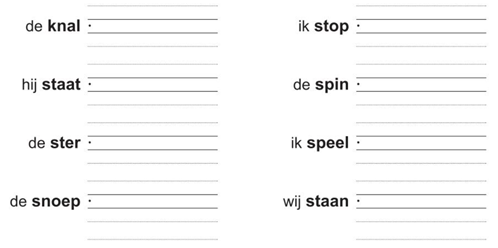 de knal
hij staat
de ster
de snoep
ik stop
de spin
ik speel
wij staan